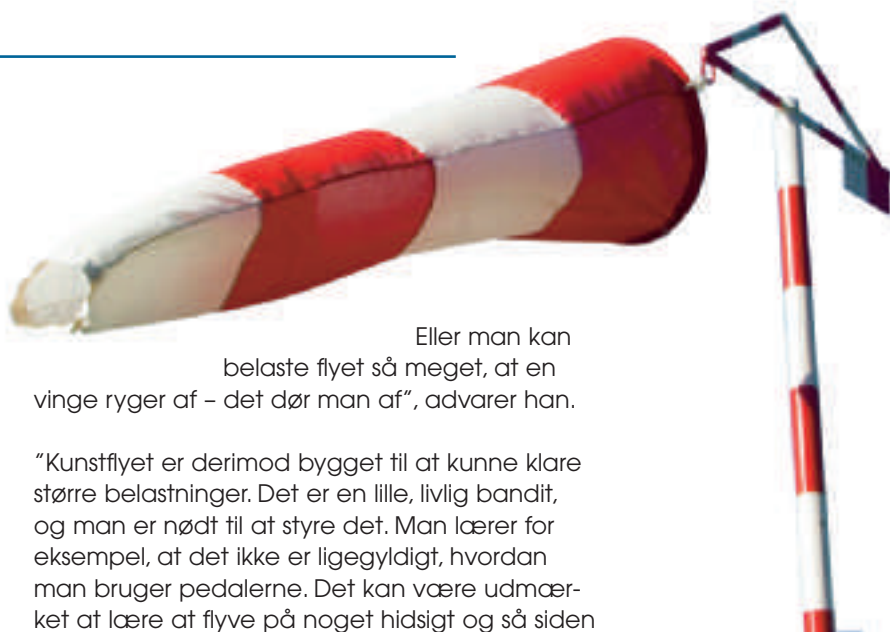 Eller man kan
belaste flyet så meget, at en
vinge ryger af – det dør man af”, advarer han.
”Kunstflyet er derimod bygget til at kunne klare
større belastninger. Det er en lille, livlig bandit,
og man er nødt til at styre det. Man lærer for
eksempel, at det ikke er ligegyldigt, hvordan
man bruger pedalerne. Det kan være udmær-
ket at lære at flyve på noget hidsigt og så siden